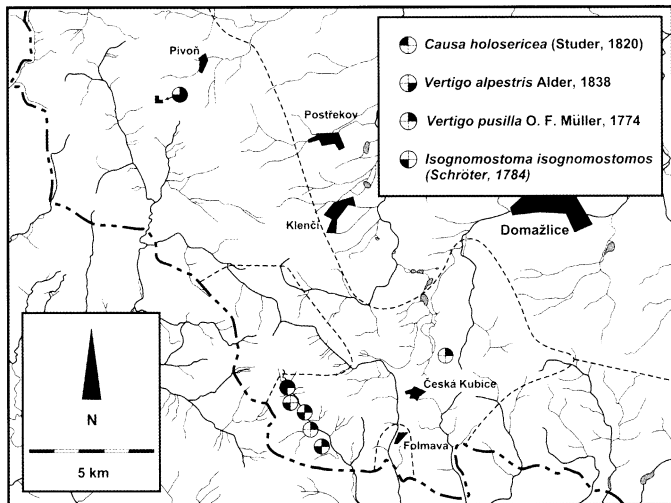 Causa holosericea (Studer, 1820)
Vertigo alpestris Alder, 1838
Vertigo pusilla O. F. Müller, 1774
Isognomostoma isognomostomos
(Schröter, 1784)
Pivoň
Postřekov
Klenčí
Domažlice
Česká Kubice
Folmava
N
5 km